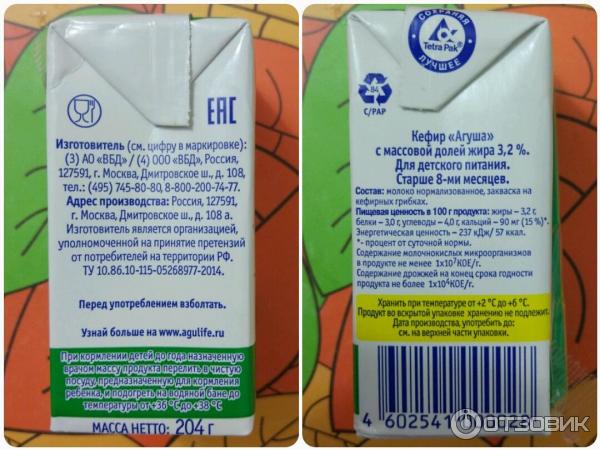 EAC
Изготовитель (см. цифру в маркировке):
(3) АО «ВБД» / (4) ООО «ВБД», Россия,
127591, г. Москва, Дмитровское ш., д. 108,
тел.: (495) 745-80-80, 8-800-200-74-77.
Адрес производства: Россия, 127591,
г. Москва, Дмитровское ш., д. 108 а.
Изготовитель является организацией,
уполномоченной на принятие претензий
от потребителей на территории РФ.
ТУ 10.86.10-115-05268977-2014.
Перед употреблением взболтать.
Узнай больше на www.agulife.ru
При кормлении детей до года назначенную
врачом массу продукта перелить в чистую
посуду, предназначенную для кормления
ребенка, и подогреть на водяной бане до
температуры от +36 °С до +38 °С
МАССА НЕТТО: 204 г
СОХРАНЯЯ
Tetra Pak®
ЛУЧШЕЕ
84
C/PAP
Кефир «Агуша»
с массовой долей жира 3,2 %.
Для детского питания.
Старше 8-ми месяцев.
Состав: молоко нормализованное, закваска на
кефирных грибках.
Пищевая ценность в 100 г продукта: жиры – 3,2 г,
белки – 3,0 г, углеводы – 4,0 г, кальций – 90 мг (15 %*).
Энергетическая ценность – 237 кДж/ 57 ккал.
* - процент от суточной нормы.
Содержание молочнокислых микроорганизмов
в продукте не менее 1х10⁷КОЕ/г.
Содержание дрожжей на конец срока годности
продукта не более 1х10⁴КОЕ/г.
Хранить при температуре от +2 °С до +6 °С.
Продукт во вскрытой упаковке хранению не подлежит.
Дата производства, употребить до:
см. на верхней части упаковки.
ОТЗОВИК